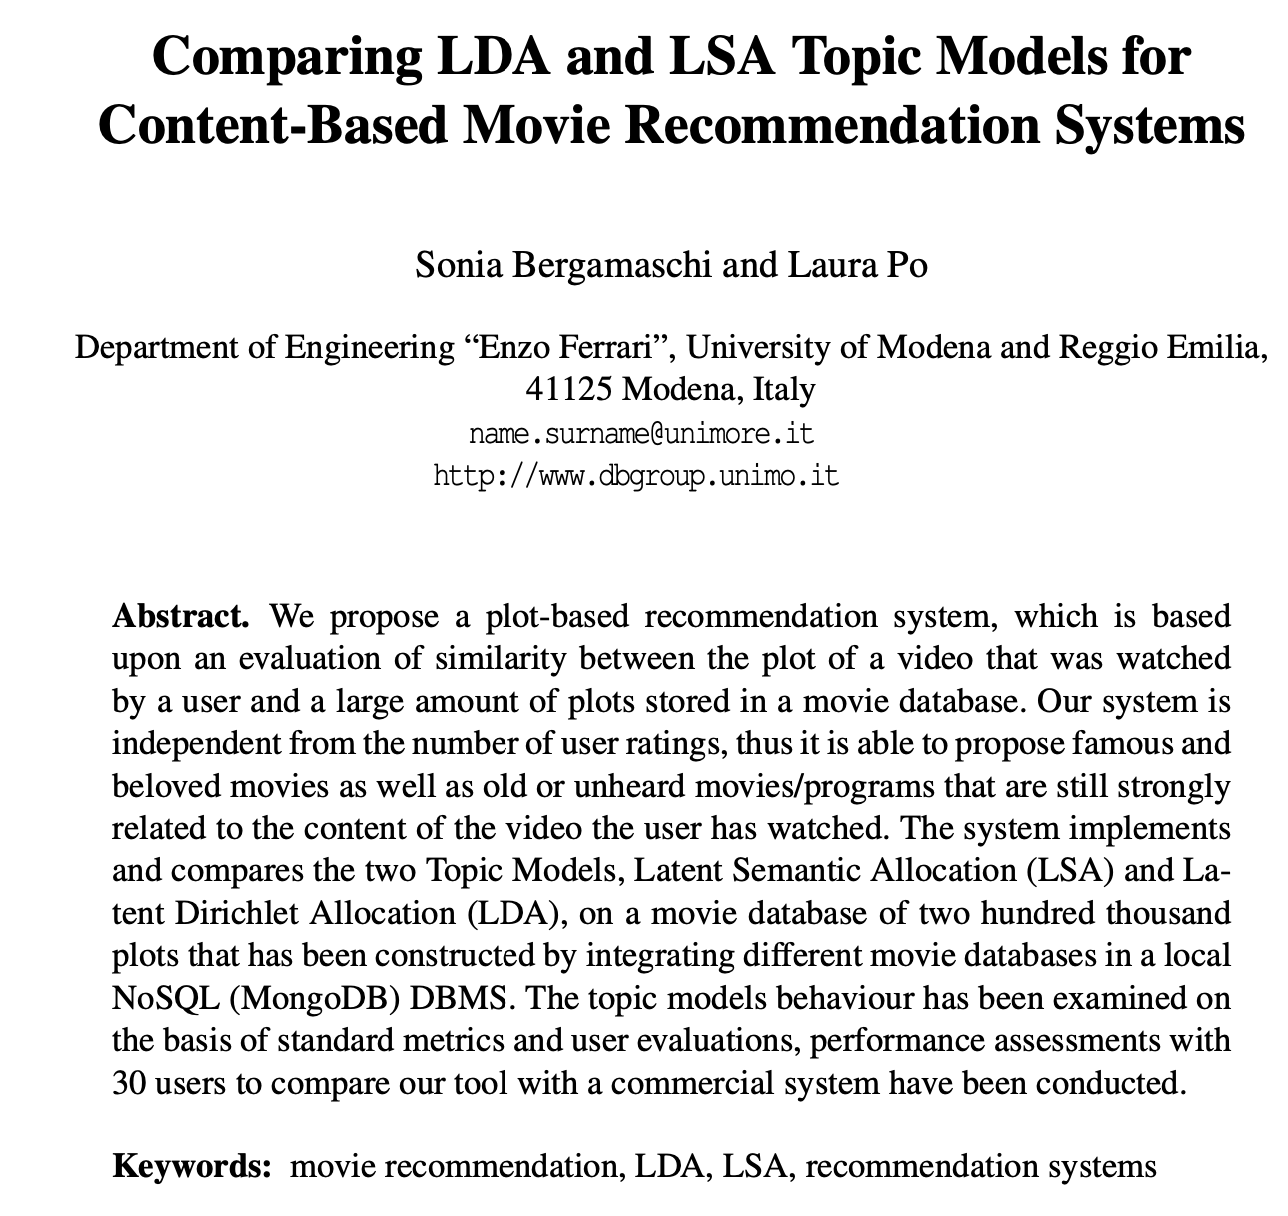 Comparing LDA and LSA Topic Models for
Content-Based Movie Recommendation Systems
Sonia Bergamaschi and Laura Po
Department of Engineering “Enzo Ferrari”, University of Modena and Reggio Emilia,
41125 Modena, Italy
name.surname@unimore.it
http://www.dbgroup.unimo.it
Abstract. We propose a plot-based recommendation system, which is based
upon an evaluation of similarity between the plot of a video that was watched
by a user and a large amount of plots stored in a movie database. Our system is
independent from the number of user ratings, thus it is able to propose famous and
beloved movies as well as old or unheard movies/programs that are still strongly
related to the content of the video the user has watched. The system implements
and compares the two Topic Models, Latent Semantic Allocation (LSA) and La-
tent Dirichlet Allocation (LDA), on a movie database of two hundred thousand
plots that has been constructed by integrating different movie databases in a local
NoSQL (MongoDB) DBMS. The topic models behaviour has been examined on
the basis of standard metrics and user evaluations, performance assessments with
30 users to compare our tool with a commercial system have been conducted.
Keywords: movie recommendation, LDA, LSA, recommendation systems